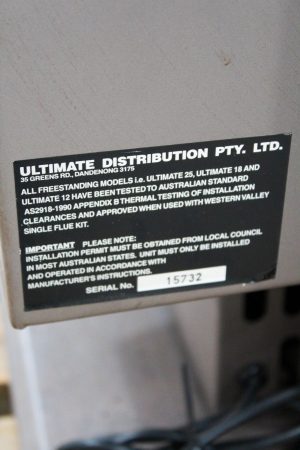 ULTIMATE DISTRIBUTION PTY. LTD.
35 GREENS RD., DANDENONG 3175
ALL FREESTANDING MODELS i.e. ULTIMATE 25, ULTIMATE 18 AND
ULTIMATE 12 HAVE BEEN TESTED TO AUSTRALIAN STANDARD
AS2918-1990 APPENDIX B THERMAL TESTING OF INSTALLATION
CLEARANCES AND APPROVED WHEN USED WITH WESTERN VALLEY
SINGLE FLUE KIT.
IMPORTANT PLEASE NOTE:
INSTALLATION PERMIT MUST BE OBTAINED FROM LOCAL COUNCIL
IN MOST AUSTRALIAN STATES. UNIT MUST ONLY BE INSTALLED
AND OPERATED IN ACCORDANCE WITH
MANUFACTURER'S INSTRUCTIONS.
SERIAL No. 15732